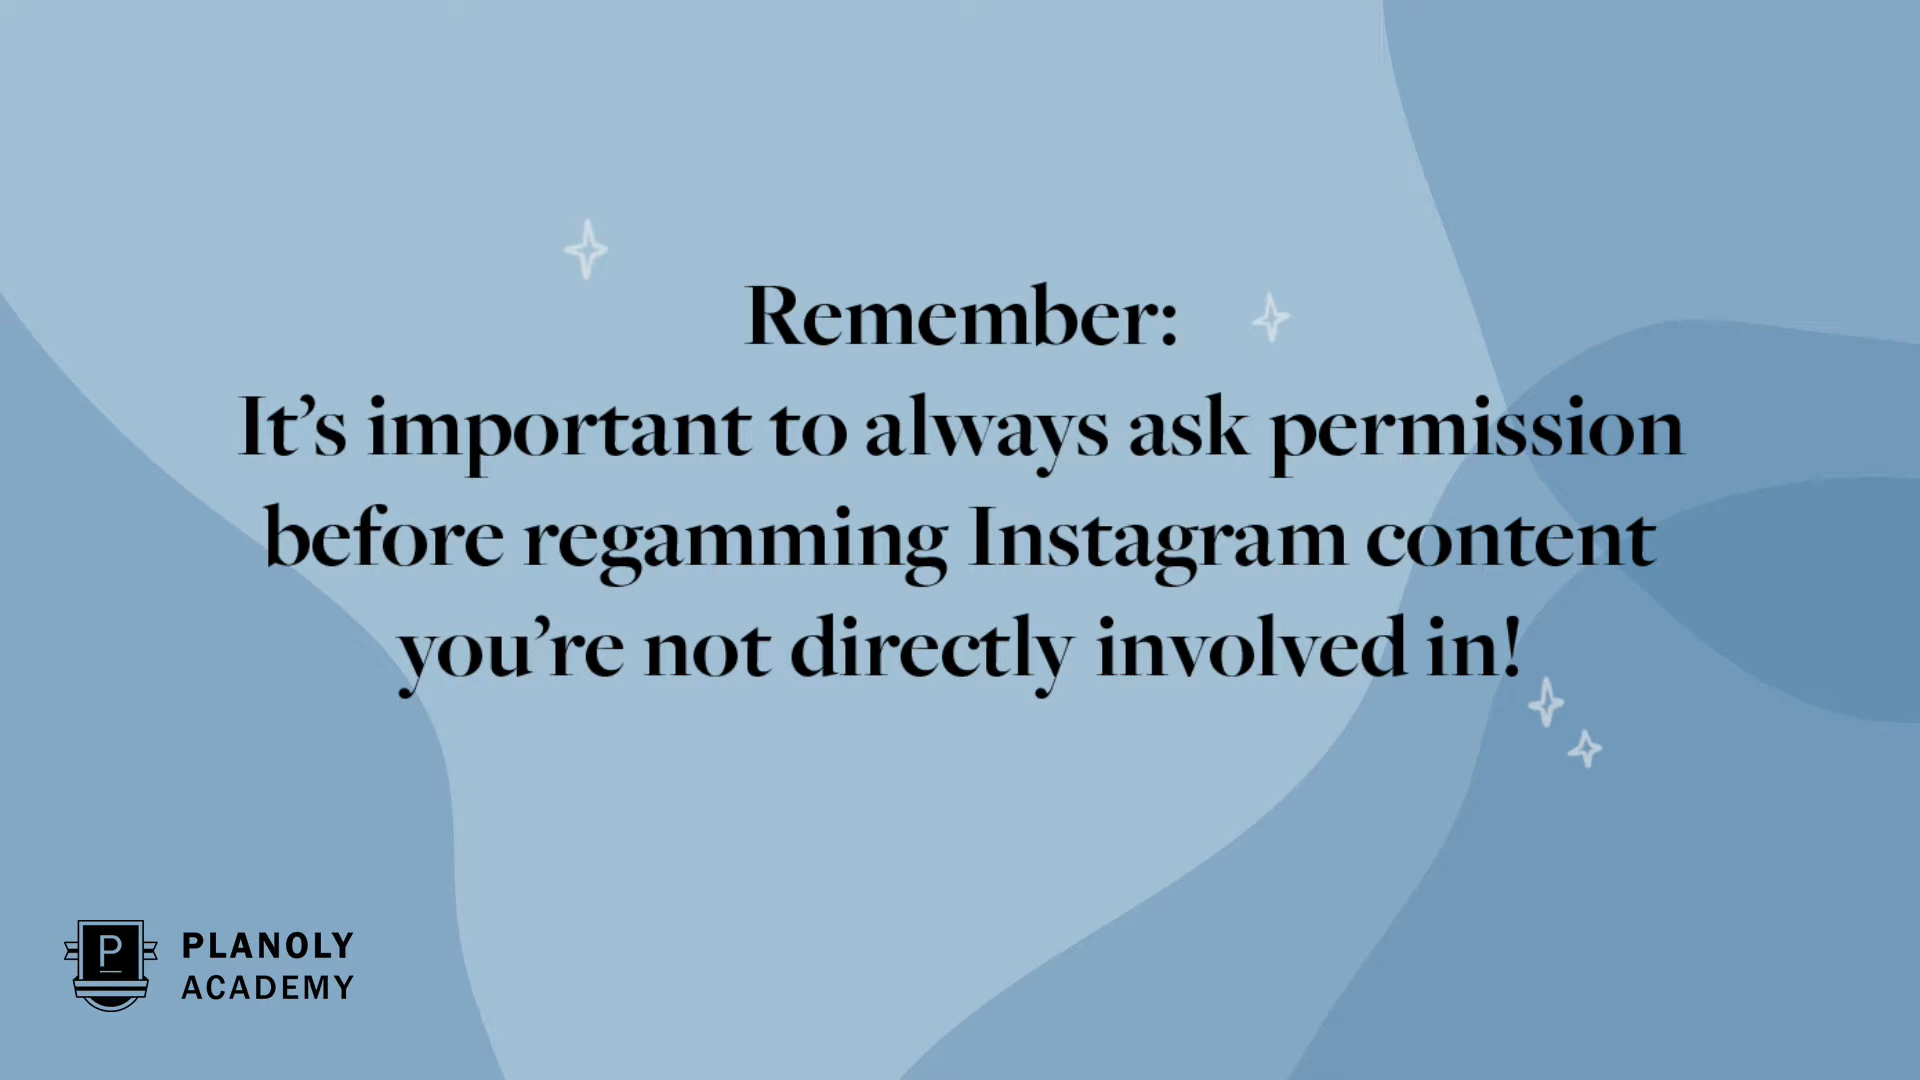 Remember:
It’s important to always ask permission
before regamming Instagram content
you’re not directly involved in!
P
PLANOLY
ACADEMY